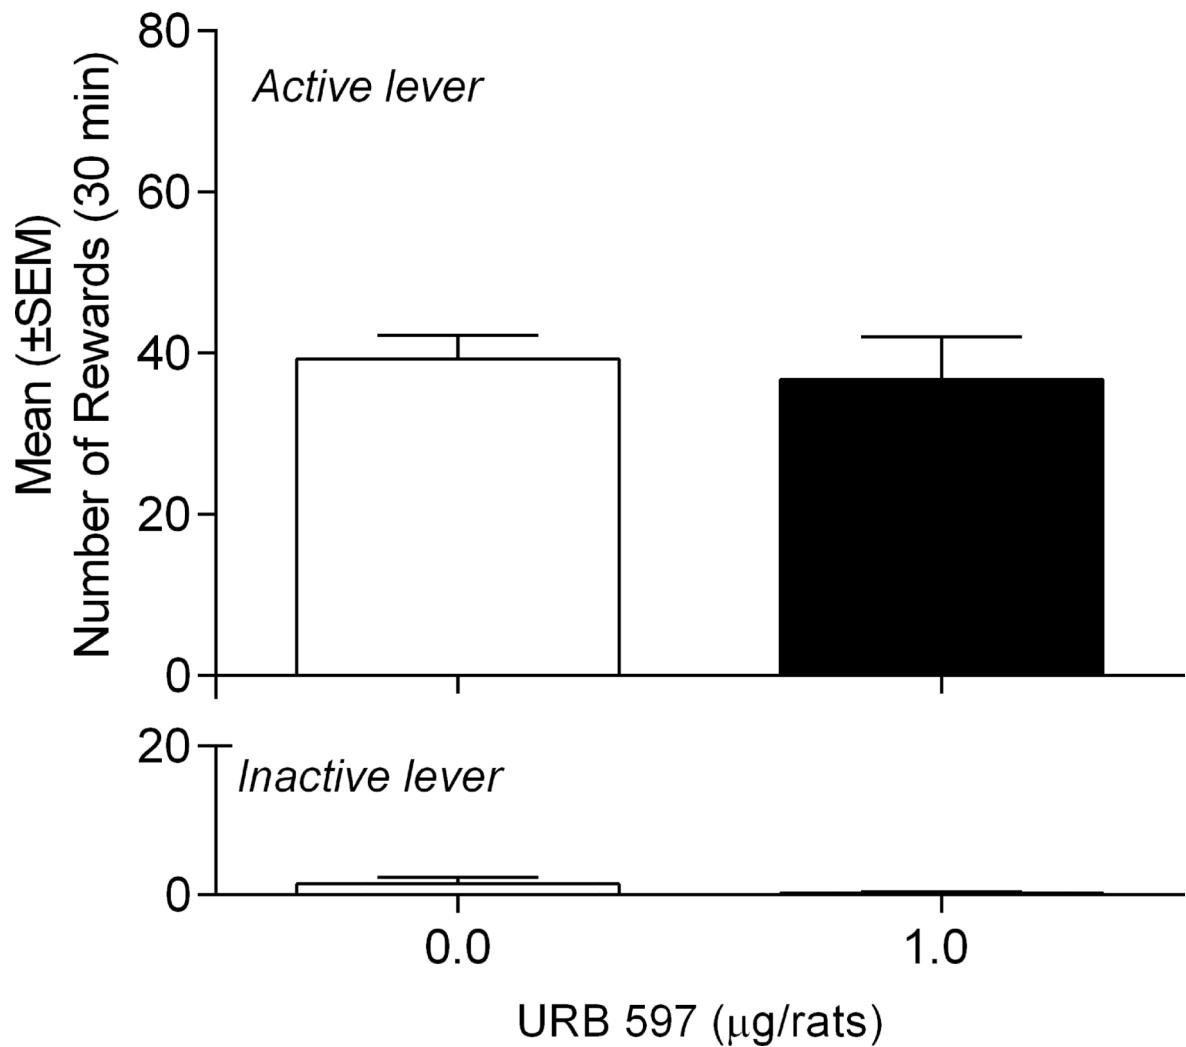 Mean (±SEM)
Number of Rewards (30 min)
80
Active lever
60
40
20
0
20
Inactive lever
0
0.0 1.0
URB 597 (μg/rats)